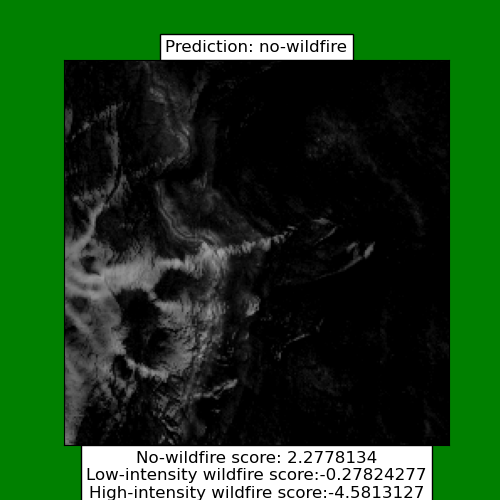 Prediction: no-wildfire
No-wildfire score: 2.2778134
Low-intensity wildfire score:-0.27824277
High-intensity wildfire score:-4.5813127